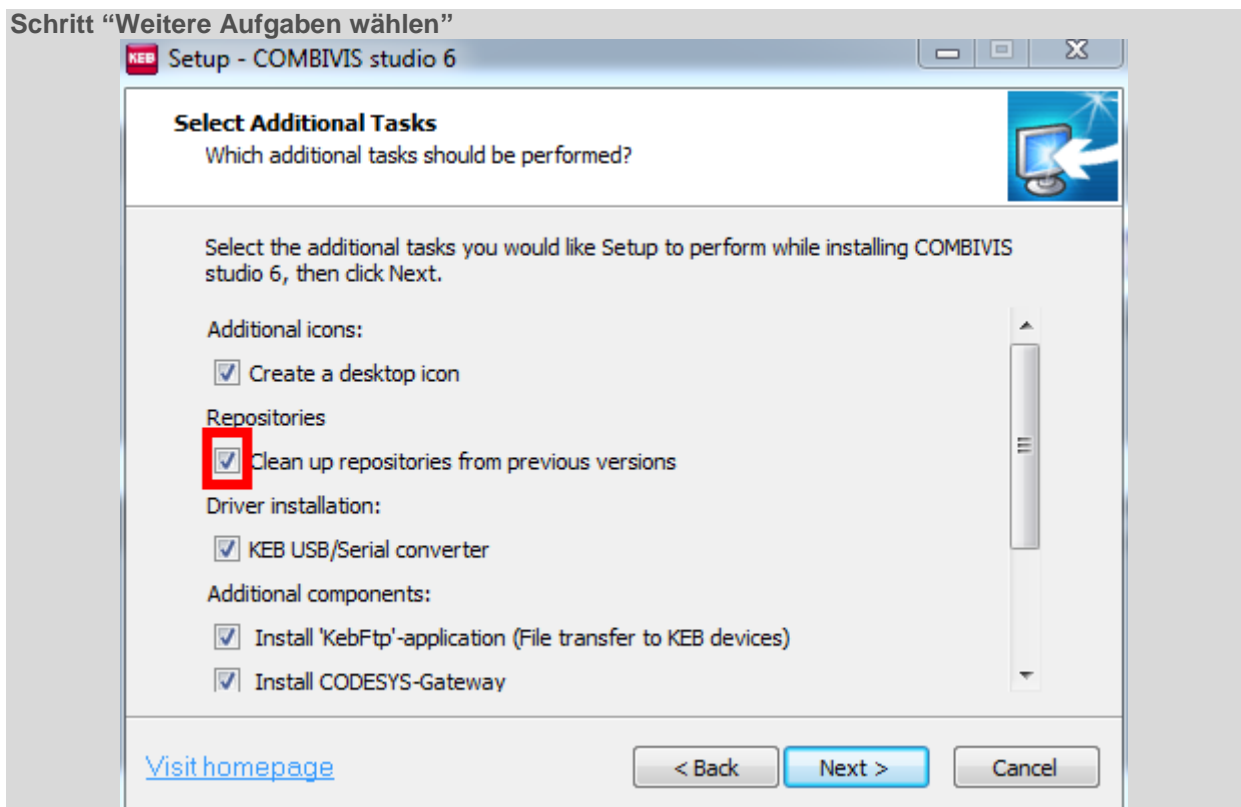 Schritt “Weitere Aufgaben wählen”
KEB Setup - COMBIVIS studio 6
Select Additional Tasks
Which additional tasks should be performed?
Select the additional tasks you would like Setup to perform while installing COMBIVIS
studio 6, then click Next.
Additional icons:
Create a desktop icon
Repositories
Clean up repositories from previous versions
Driver installation:
KEB USB/Serial converter
Additional components:
Install 'KebFtp'-application (File transfer to KEB devices)
Install CODESYS-Gateway
Visit homepage
< Back
Next >
Cancel